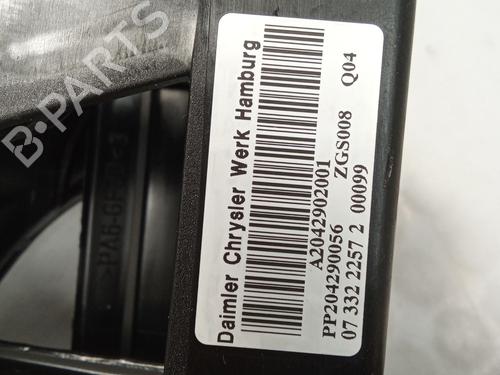 Daimler Chrysler Werk Hamburg
A2042902001
ZGS008
Q04
PP204290056
07 332 2257 2 00099
B-PARTS